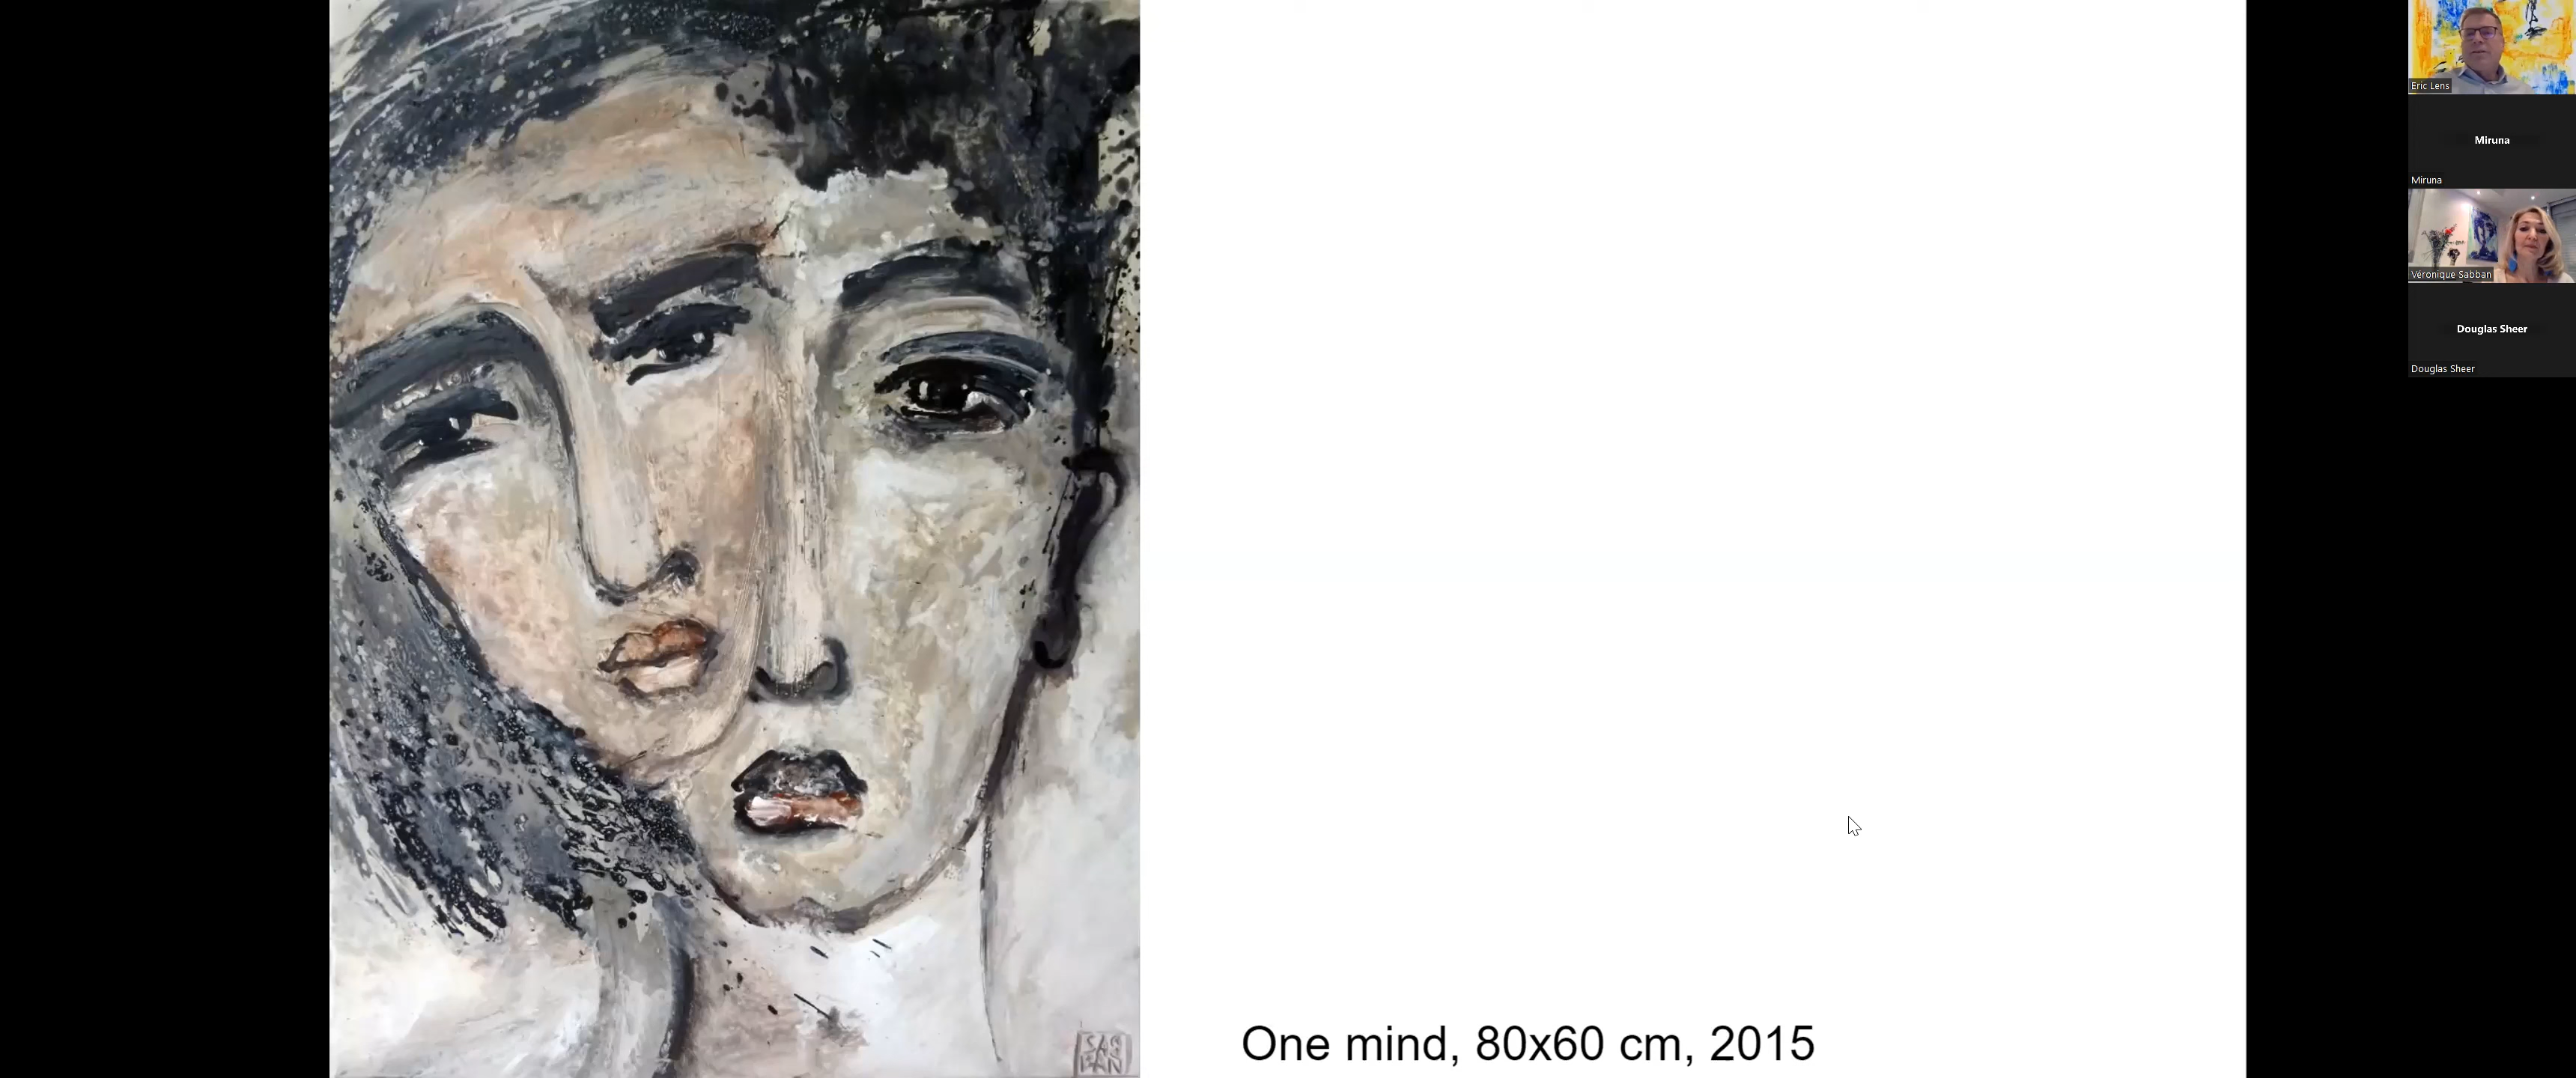 One mind, 80x60 cm, 2015
Eric Lens
Miruna
Miruna
Véronique Sabban
Douglas Sheer
Douglas Sheer